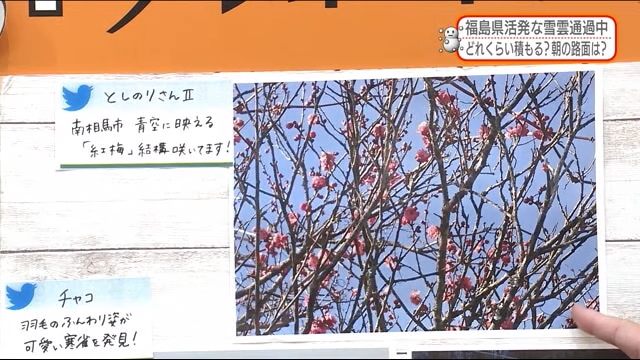 福島県活発な雪雲通過中
どれくらい積もる?朝の路面は?
としのりさんⅡ
南相馬市 青空に映える
「紅梅」結構咲いてます!
チャコ
羽毛のふんわり姿が
可愛い寒雀を発見!